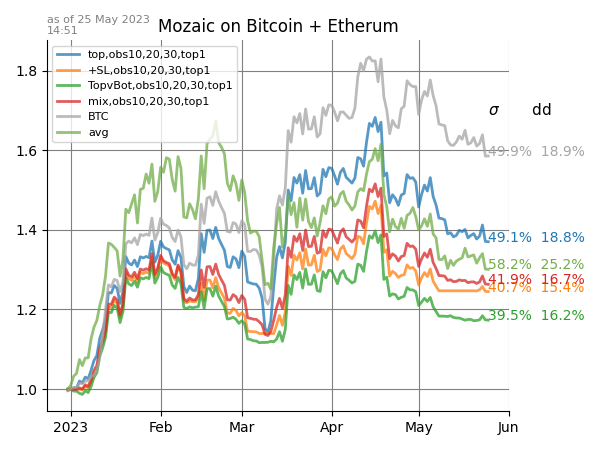 as of 25 May 2023
14:51
Mozaic on Bitcoin + Etherum
top,obs10,20,30,top1
+SL,obs10,20,30,top1
TopvBot,obs10,20,30,top1
mix,obs10,20,30,top1
BTC
avg
σ dd
1.8
1.6
1.4
1.2
1.0
49.9% 18.9%
49.1% 18.8%
58.2% 25.2%
41.9% 16.7%
40.7% 15.4%
39.5% 16.2%
2023 Feb Mar Apr May Jun